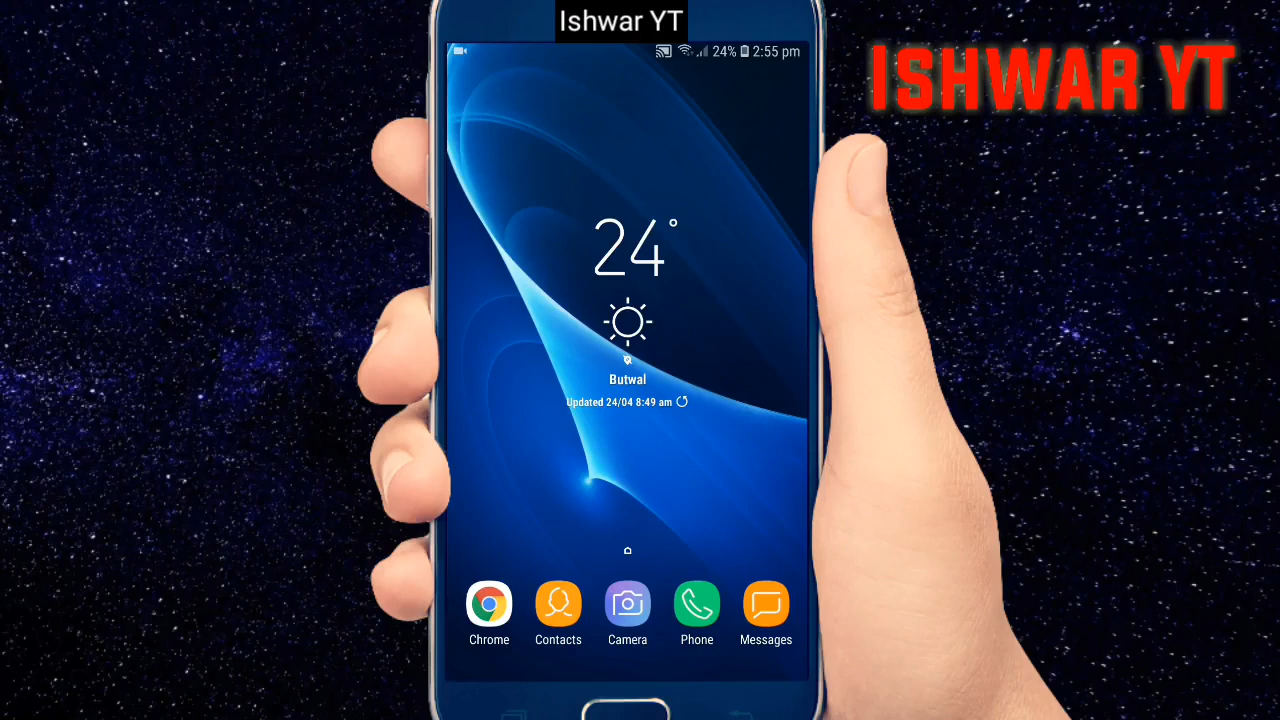 Ishwar YT
ISHWAR YT
24% 2:55 pm
24°
Butwal
Updated 24/04 8:49 am
Chrome Contacts Camera Phone Messages